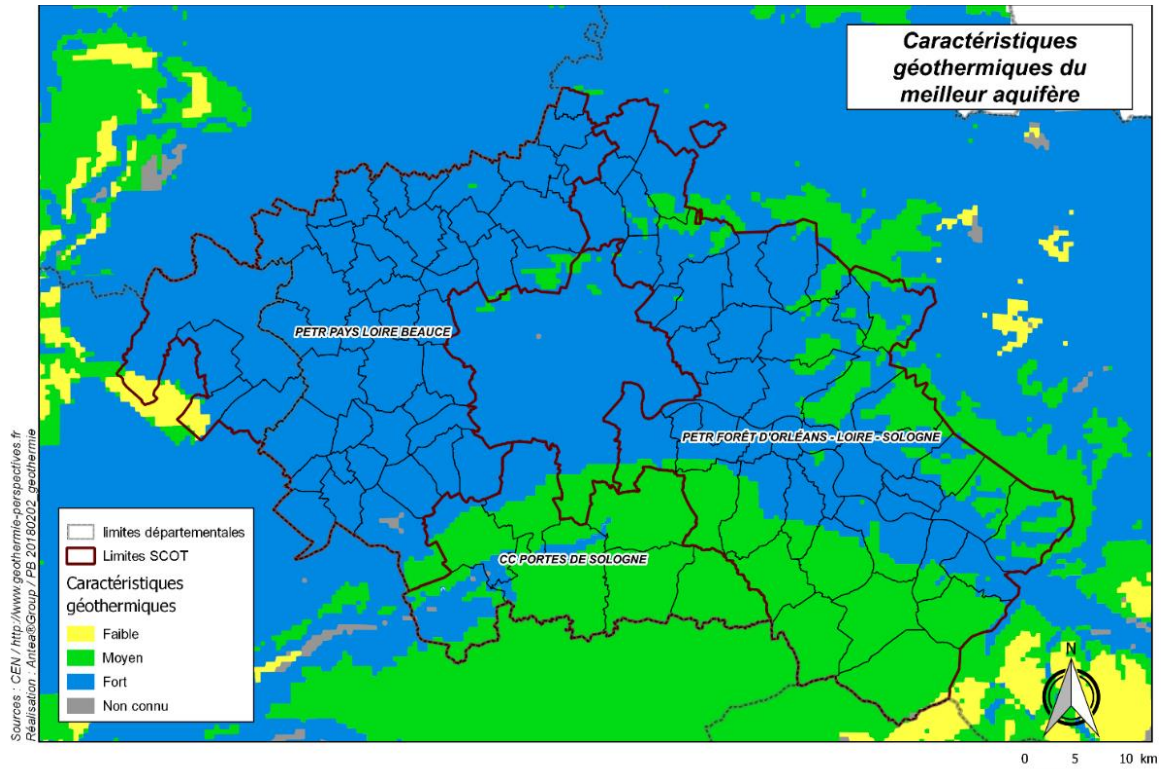 Caractéristiques
géothermiques du
meilleur aquifère
PETR PAYS LOIRE BEAUCE
PETR FORÊT D'ORLÉANS - LOIRE - SOLOGNE
CC PORTES DE SOLOGNE
limites départementales
Limites SCOT
Caractéristiques
géothermiques
Faible
Moyen
Fort
Non connu
Sources : CEN / http://www.geothermie-perspectives.fr
Réalisation : Antea®Group / PB 20180202_geothermie
N
0 5 10 km